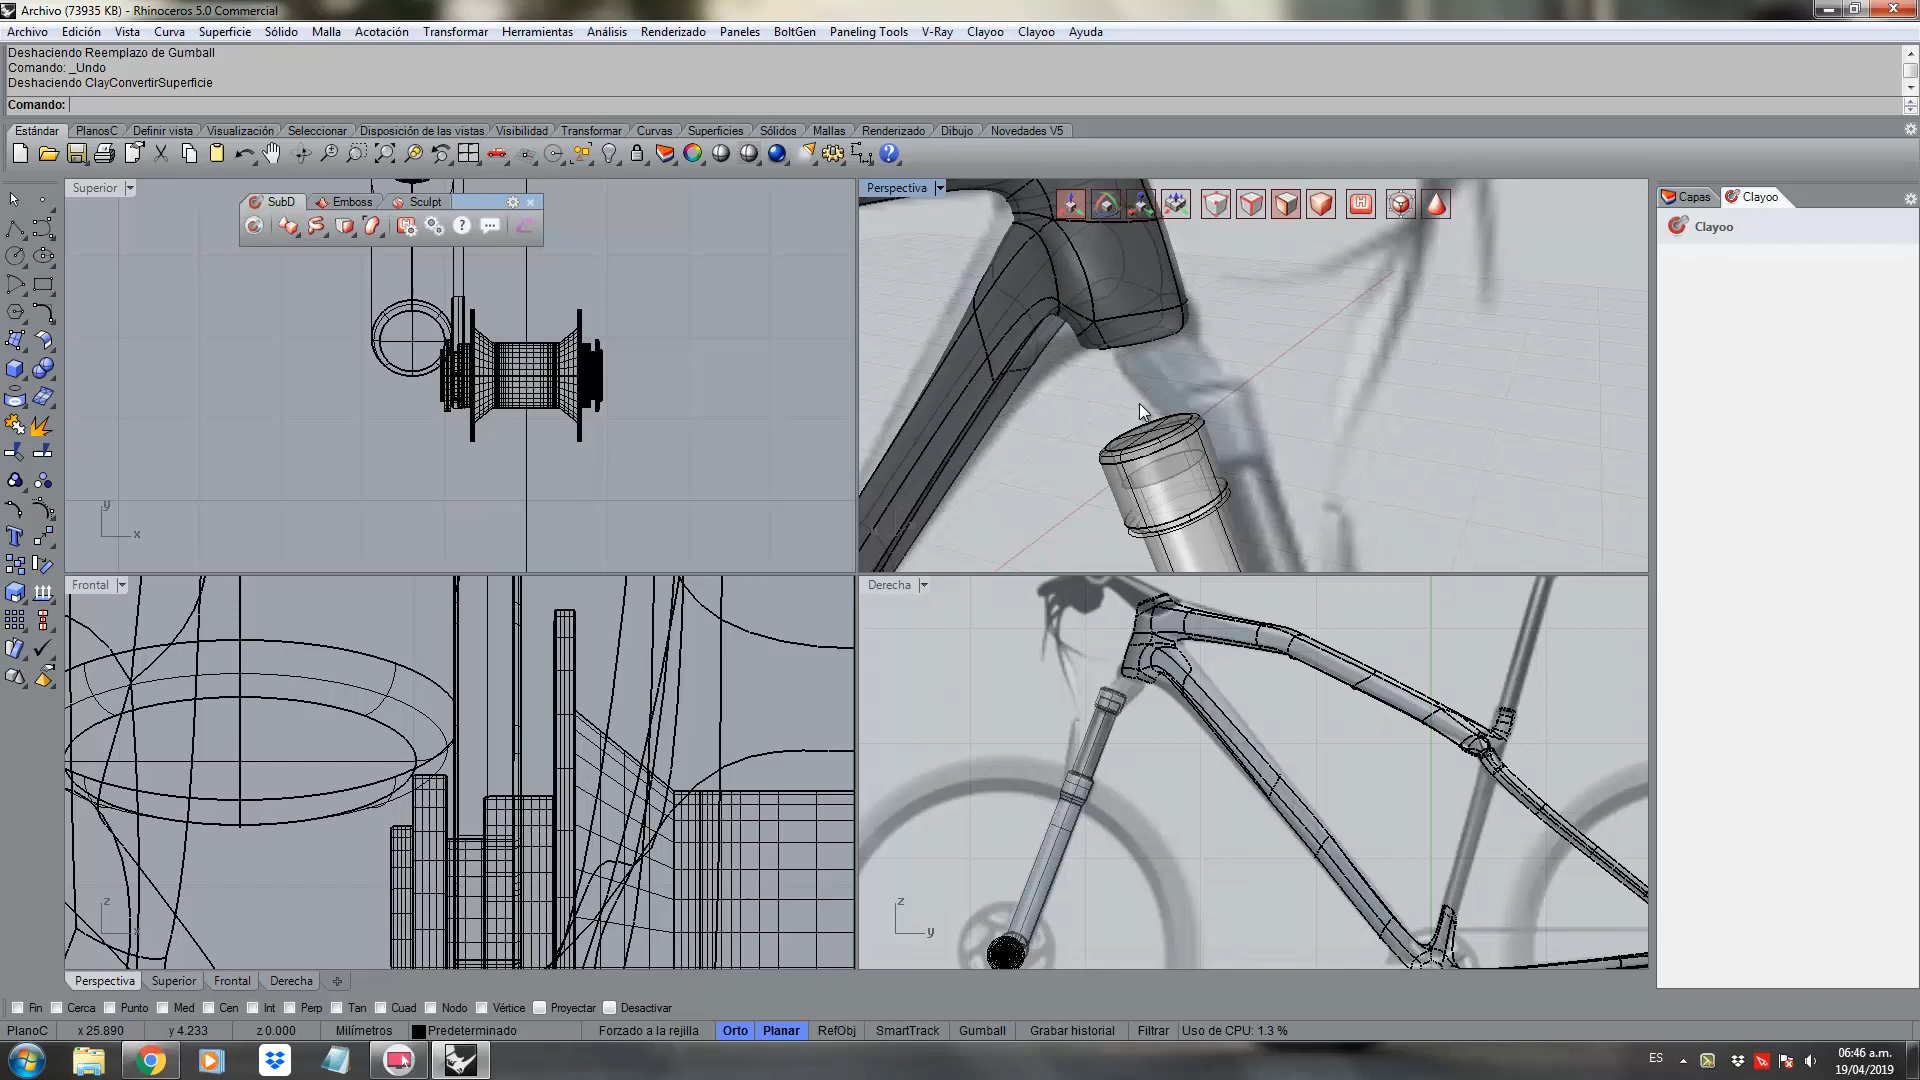 Archivo (73935 KB) - Rhinoceros 5.0 Commercial
Archivo Edición Vista Curva Superficie Sólido Malla Acotación Transformar Herramientas Análisis Renderizado Paneles BoltGen Paneling Tools V-Ray Clayoo Clayoo Ayuda
Deshaciendo Reemplazo de Gumball
Comando: _Undo
Deshaciendo ClayConvertirSuperficie
Comando:
Estándar PlanosC Definir vista Visualización Seleccionar Disposición de las vistas Visibilidad Transformar Curvas Superficies Sólidos Mallas Renderizado Dibujo Novedades V5
Superior
SubD Emboss Sculpt
Perspectiva
Capas Clayoo
Clayoo
y
x
Frontal
Derecha
z
z
y
Perspectiva Superior Frontal Derecha
Fin Cerca Punto Med Cen Int Perp Tan Cuad Nodo Vértice Proyectar Desactivar
PlanoC x 25.890 y 4.233 z 0.000 Milímetros Predeterminado Forzado a la rejilla Orto Planar RefObj SmartTrack Gumball Grabar historial Filtrar Uso de CPU: 1.3 %
ES
06:46 a.m.
19/04/2019